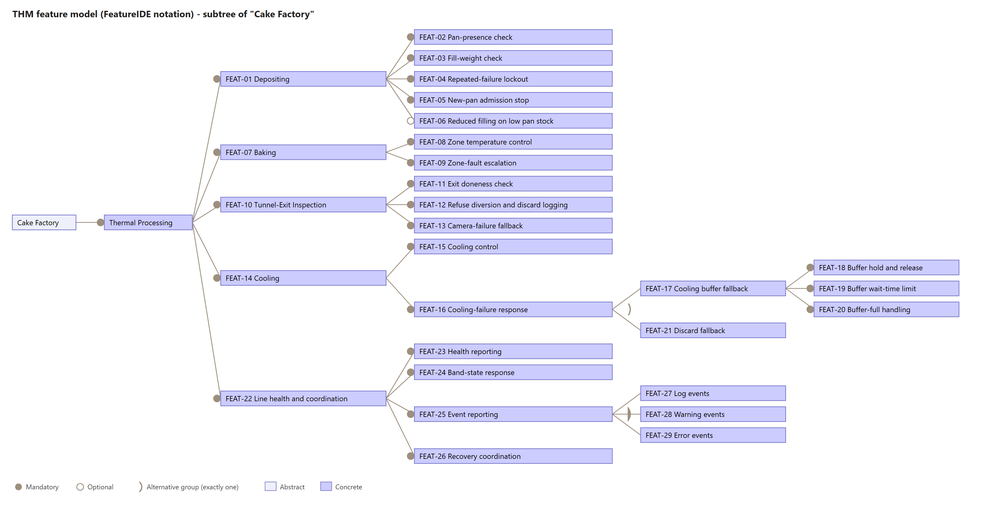 THM feature model (FeatureIDE notation) - subtree of "Cake Factory"
Cake Factory
Thermal Processing
FEAT-01 Depositing
FEAT-02 Pan-presence check
FEAT-03 Fill-weight check
FEAT-04 Repeated-failure lockout
FEAT-05 New-pan admission stop
FEAT-06 Reduced filling on low pan stock
FEAT-07 Baking
FEAT-08 Zone temperature control
FEAT-09 Zone-fault escalation
FEAT-10 Tunnel-Exit Inspection
FEAT-11 Exit doneness check
FEAT-12 Refuse diversion and discard logging
FEAT-13 Camera-failure fallback
FEAT-14 Cooling
FEAT-15 Cooling control
FEAT-16 Cooling-failure response
FEAT-17 Cooling buffer fallback
FEAT-18 Buffer hold and release
FEAT-19 Buffer wait-time limit
FEAT-20 Buffer-full handling
FEAT-21 Discard fallback
FEAT-22 Line health and coordination
FEAT-23 Health reporting
FEAT-24 Band-state response
FEAT-25 Event reporting
FEAT-27 Log events
FEAT-28 Warning events
FEAT-29 Error events
FEAT-26 Recovery coordination
Mandatory
Optional
Alternative group (exactly one)
Abstract
Concrete